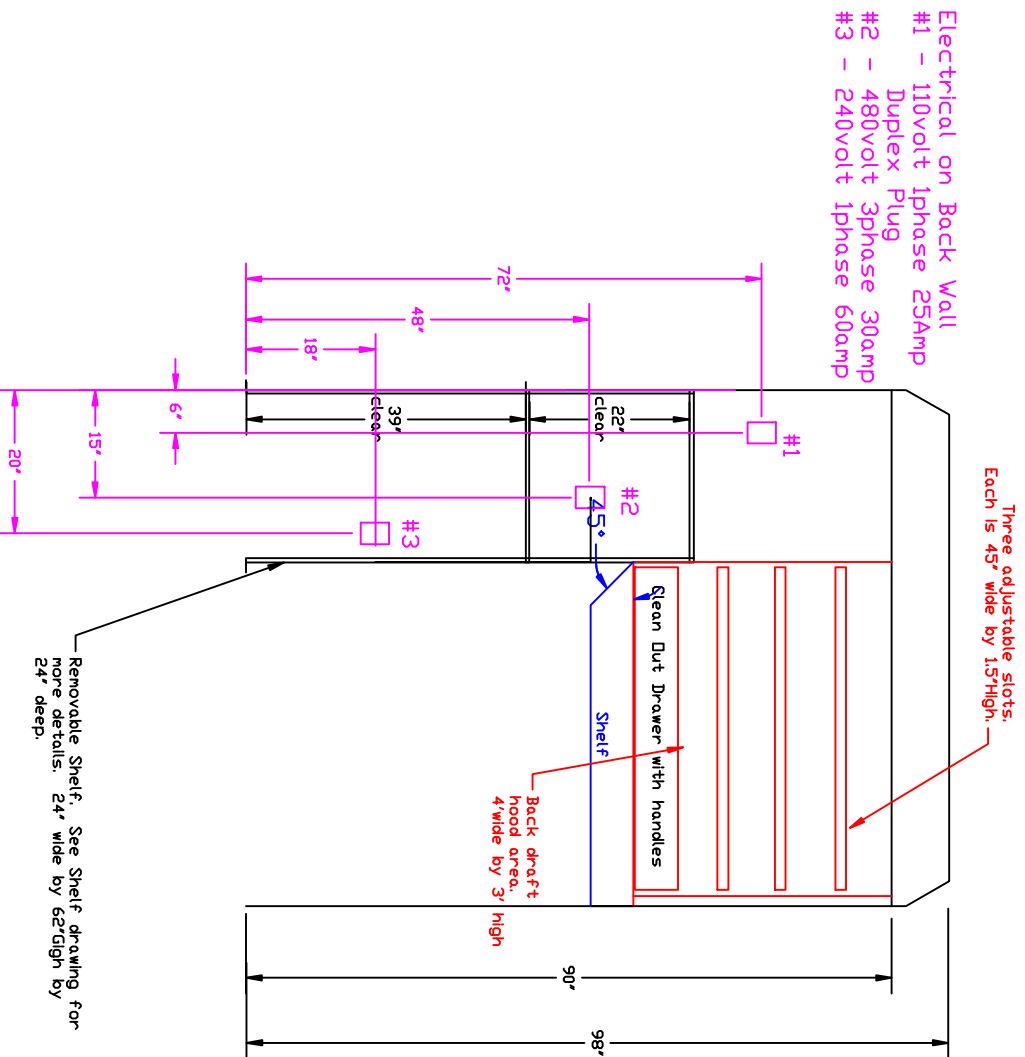 Electrical on Back Wall
#1 - 110volt 1phase 25Amp
Duplex Plug
#2 - 480volt 3phase 30amp
#3 - 240volt 1phase 60amp
Three adjustable slots.
Each is 45" wide by 1.5"High.
72"
48"
18"
6"
15"
20"
22"
clear
39"
clear
#1
#2
#3
45°
Clean Out Drawer with handles
Shelf
Back draft
hood area.
4'wide by 3' high
Removable Shelf. See Shelf drawing for
more details. 24" wide by 62"Gigh by
24" deep.
90"
98"